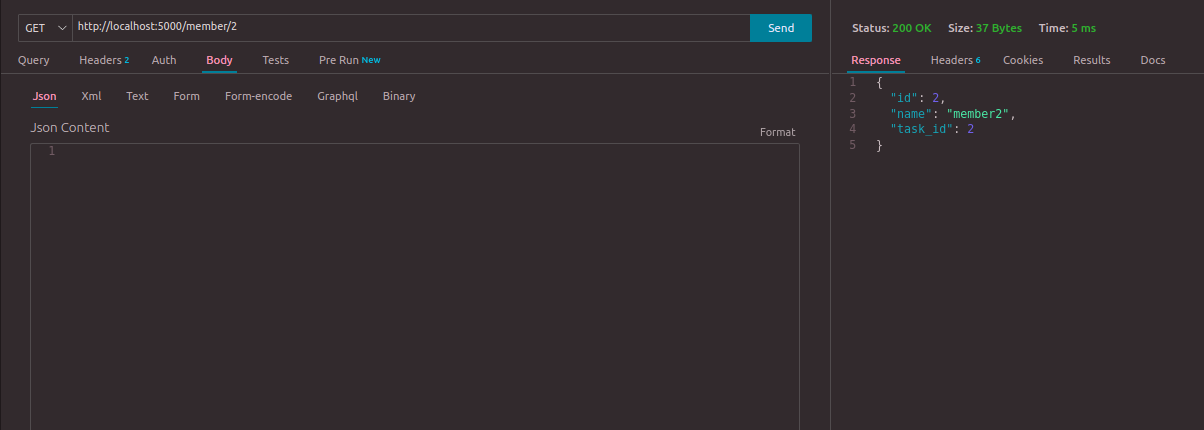 GET http://localhost:5000/member/2 Send
Query Headers 2 Auth Body Tests Pre Run New
Json Xml Text Form Form-encode Graphql Binary
Json Content
Format
1
Status: 200 OK Size: 37 Bytes Time: 5 ms
Response Headers 6 Cookies Results Docs
1 {
2 "id": 2,
3 "name": "member2",
4 "task_id": 2
5 }